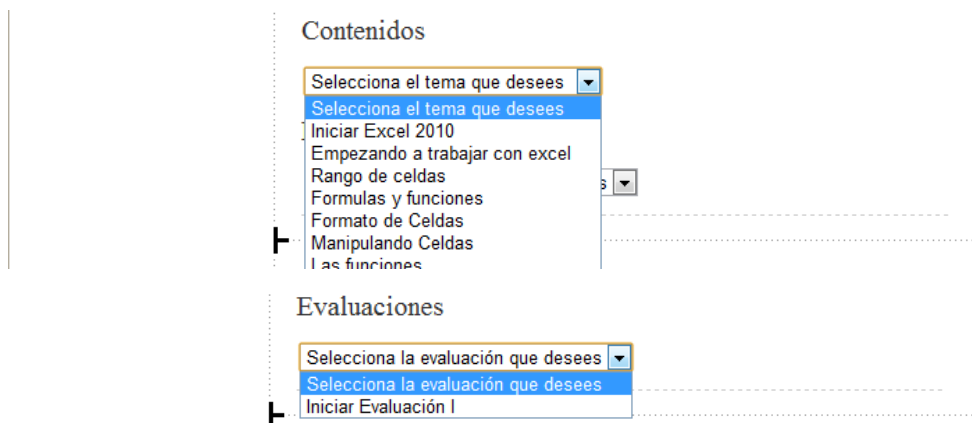 Contenidos
Selecciona el tema que desees
Selecciona el tema que desees
Iniciar Excel 2010
Empezando a trabajar con excel
Rango de celdas
s
Formulas y funciones
Formato de Celdas
Manipulando Celdas
Las funciones
Evaluaciones
Selecciona la evaluación que desees
Selecciona la evaluación que desees
Iniciar Evaluación I